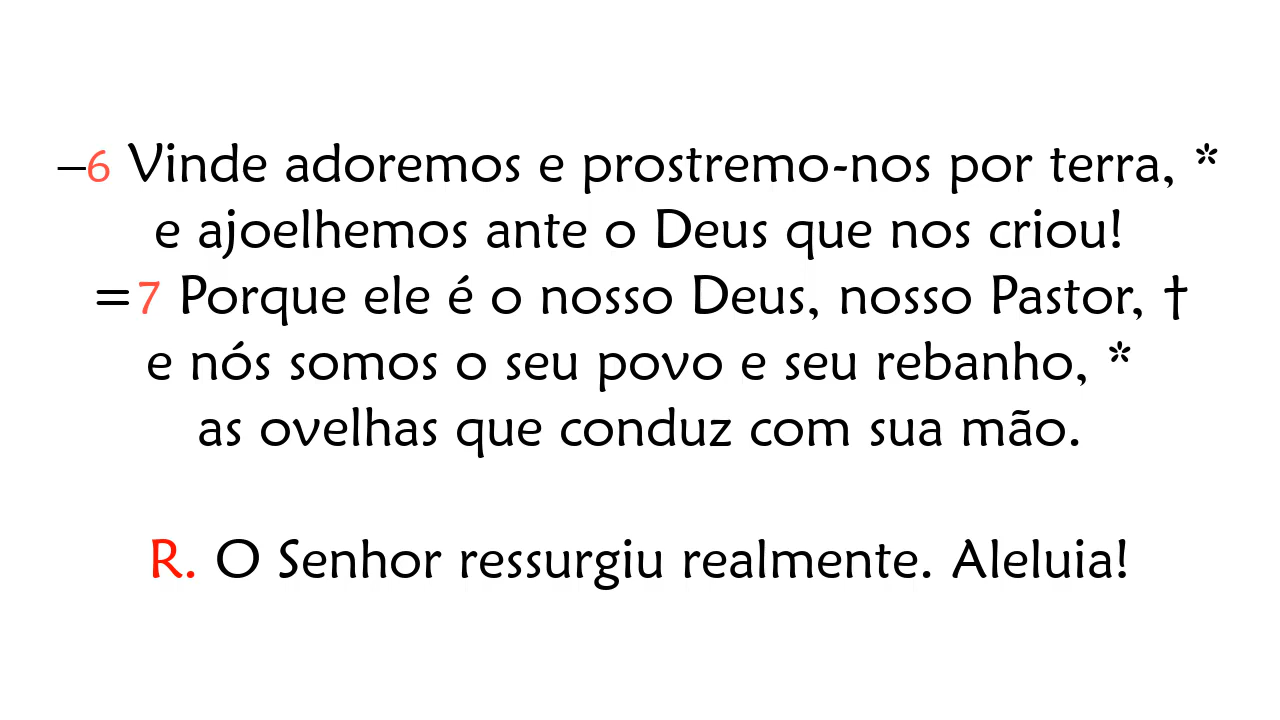 –6 Vinde adoremos e prostremo-nos por terra, *
e ajoelhemos ante o Deus que nos criou!
=7 Porque ele é o nosso Deus, nosso Pastor, †
e nós somos o seu povo e seu rebanho, *
as ovelhas que conduz com sua mão.
R. O Senhor ressurgiu realmente. Aleluia!